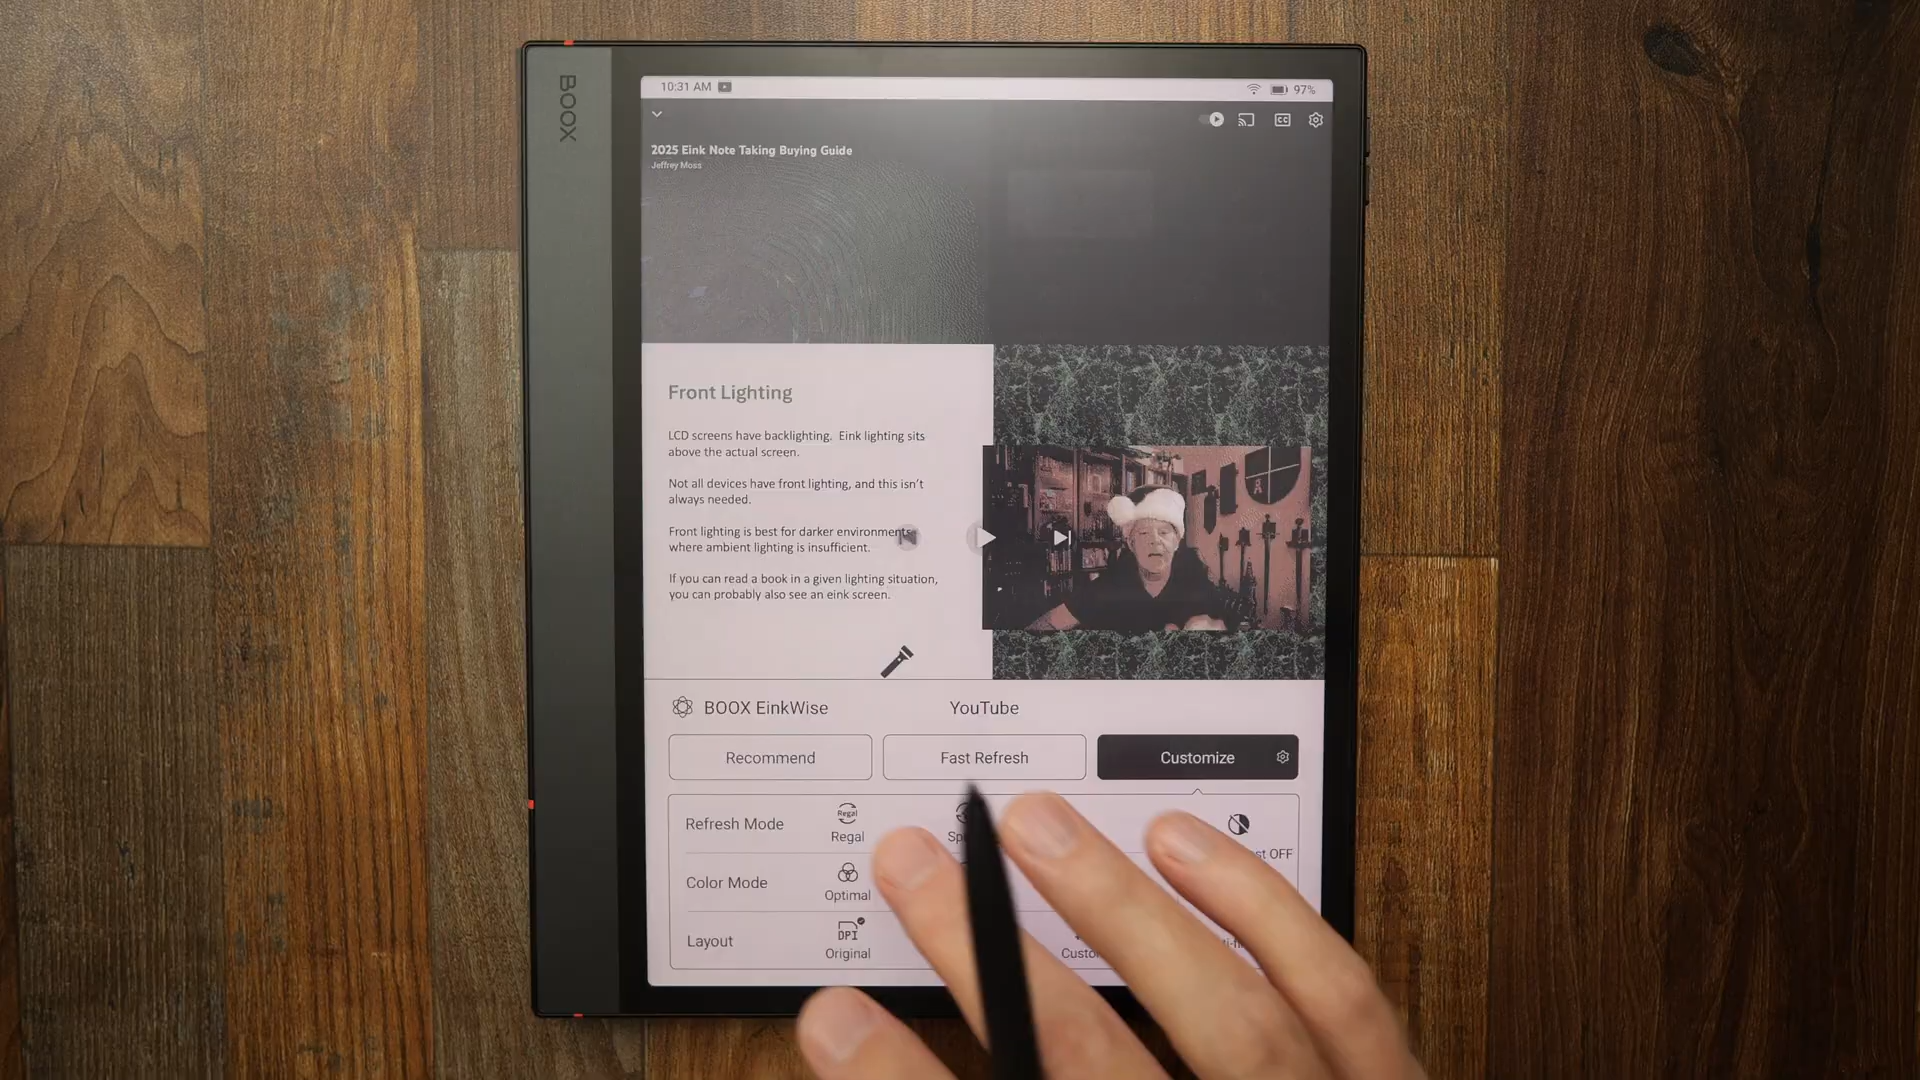 BOOX
10:31 AM
97%
CC
2025 Eink Note Taking Buying Guide
Jeffrey Moss
Front Lighting
LCD screens have backlighting. Eink lighting sits
above the actual screen.
Not all devices have front lighting, and this isn't
always needed.
Front lighting is best for darker environments
where ambient lighting is insufficient.
If you can read a book in a given lighting situation,
you can probably also see an eink screen.
BOOX EinkWise
YouTube
Recommend
Fast Refresh
Customize
Refresh Mode
Regal
Regal
OFF
Color Mode
Optimal
Layout
DPI
Original